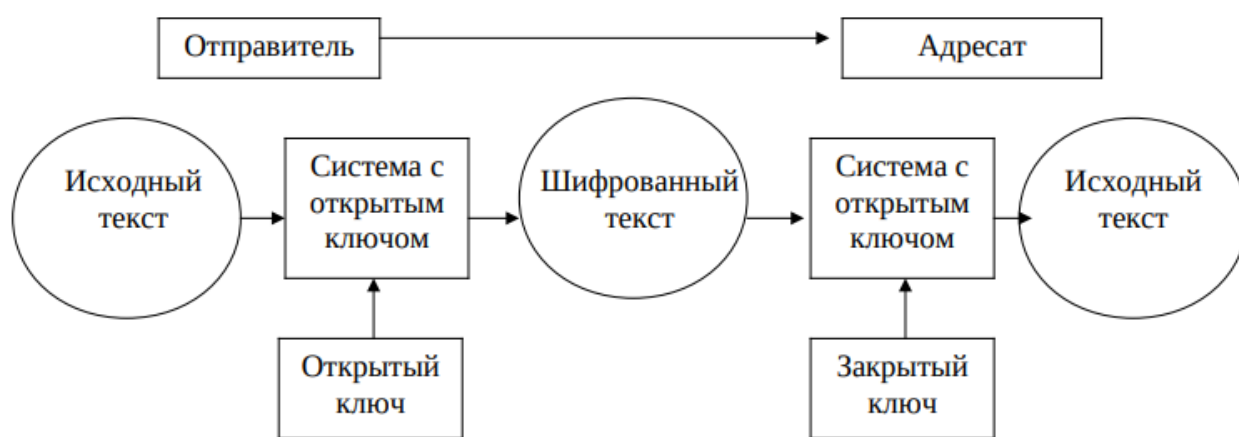 Отправитель
Адресат
Исходный
текст
Система с
открытым
ключом
Шифрованный
текст
Система с
открытым
ключом
Исходный
текст
Открытый
ключ
Закрытый
ключ